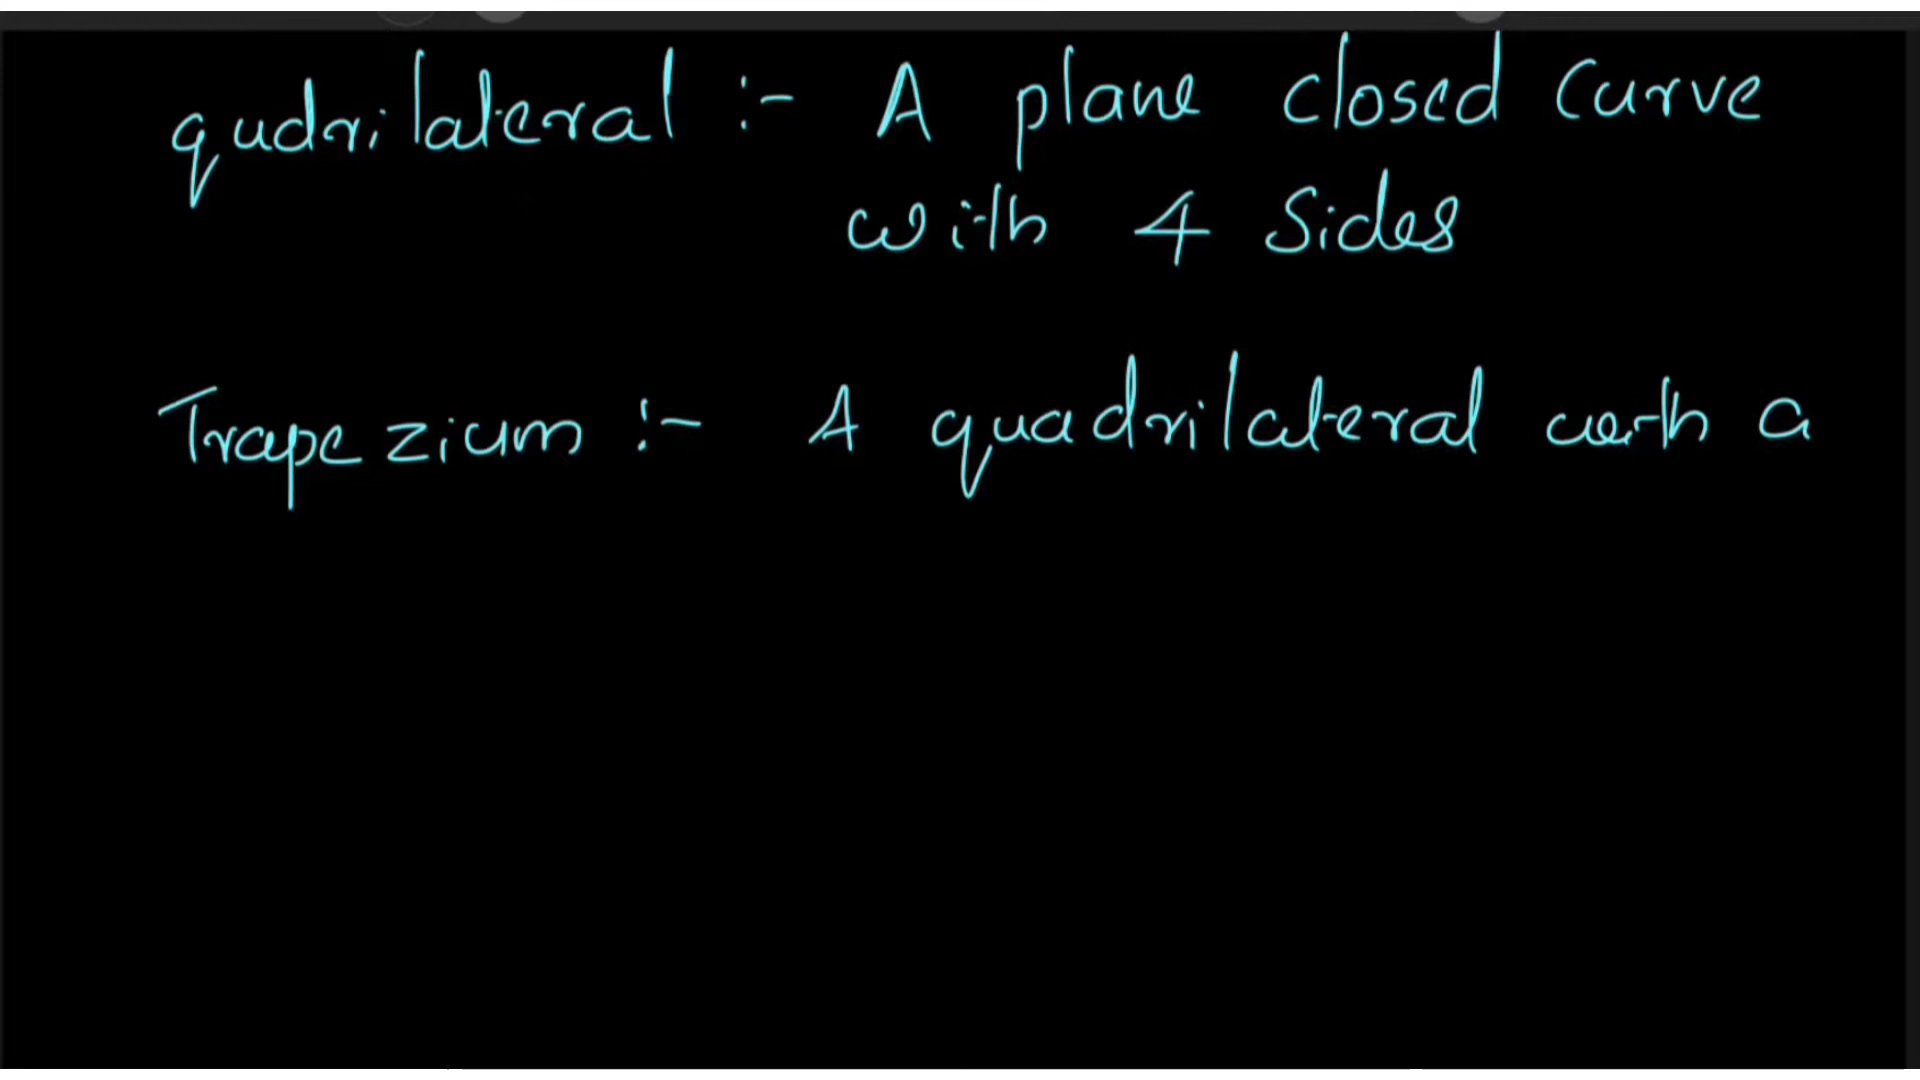 qudrilateral :- A plane closed curve
with 4 sides
Trapezium :- A quadrilateral with a